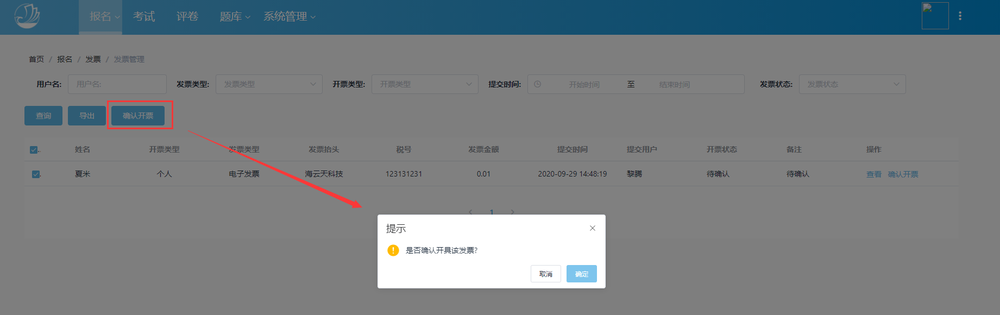 报名 考试 评卷 题库 系统管理
首页 / 报名 / 发票 / 发票管理
用户名: 用户名: 发票类型: 发票类型 开票类型: 开票类型 提交时间: 开始时间 至 结束时间 发票状态: 发票状态
查询 导出 确认开票
姓名 开票类型 发票类型 发票抬头 税号 发票金额 提交时间 提交用户 开票状态 备注 操作
夏米 个人 电子发票 海云天科技 123131231 0.01 2020-09-29 14:48:19 黎腾 待确认 待确认 查看 确认开票
1
提示
是否确认开具该发票?
取消 确定